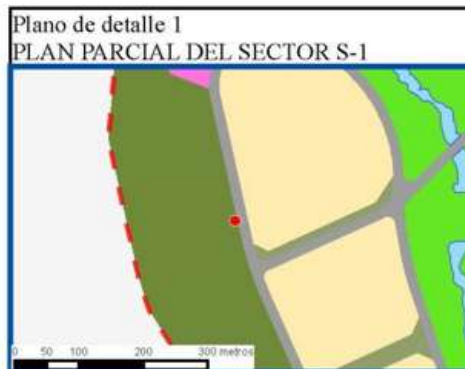 Plano de detalle 1
PLAN PARCIAL DEL SECTOR S-1
0 50 100 200 300 metros